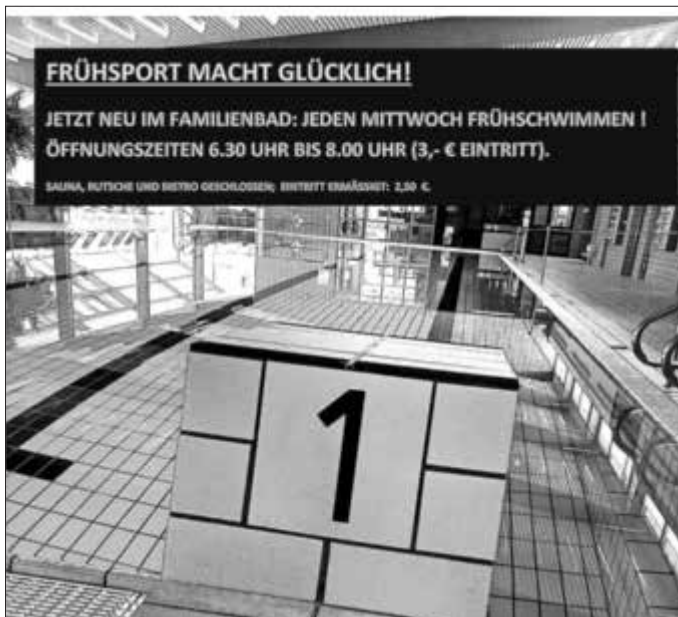 FRÜHSPORT MACHT GLÜCKLICH!
JETZT NEU IM FAMILIENBAD: JEDEN MITTWOCH FRÜHSCHWIMMEN !
ÖFFNUNGSZEITEN 6.30 UHR BIS 8.00 UHR (3,- € EINTRITT).
SAUNA, RUTSCHE UND BISTRO GESCHLOSSEN; EINTRITT ERMÄSSIGT: 2,50 €.
1